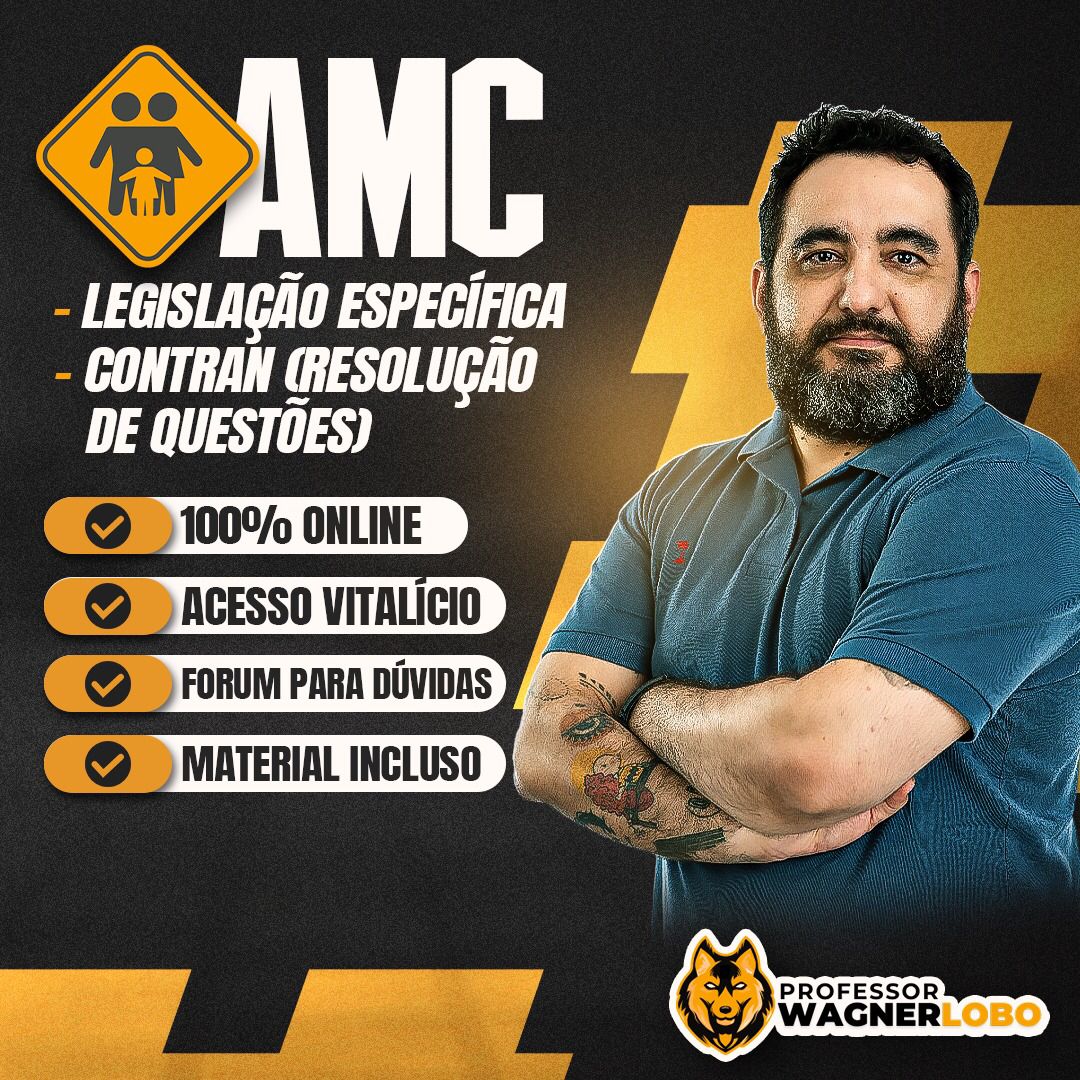 AMC
- LEGISLAÇÃO ESPECÍFICA
- CONTRAN (RESOLUÇÃO
DE QUESTÕES)
100% ONLINE
ACESSO VITALÍCIO
FORUM PARA DÚVIDAS
MATERIAL INCLUSO
PROFESSOR
WAGNERLOBO